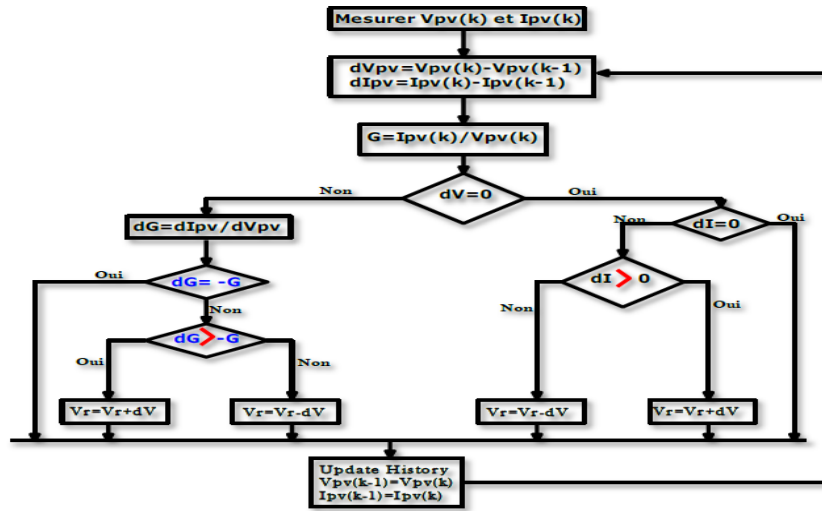 Mesurer Vpv(k) et Ipv(k)
dVpv=Vpv(k)-Vpv(k-1)
dIpv=Ipv(k)-Ipv(k-1)
G=Ipv(k)/Vpv(k)
dV=0
Non
Oui
dG=dIpv/dVpv
dI=0
Non
Oui
dG= -G
Oui
Non
dI > 0
Non
Oui
dG>-G
Oui
Non
Vr=Vr+dV
Vr=Vr-dV
Vr=Vr-dV
Vr=Vr+dV
Update History
Vpv(k-1)=Vpv(k)
Ipv(k-1)=Ipv(k)